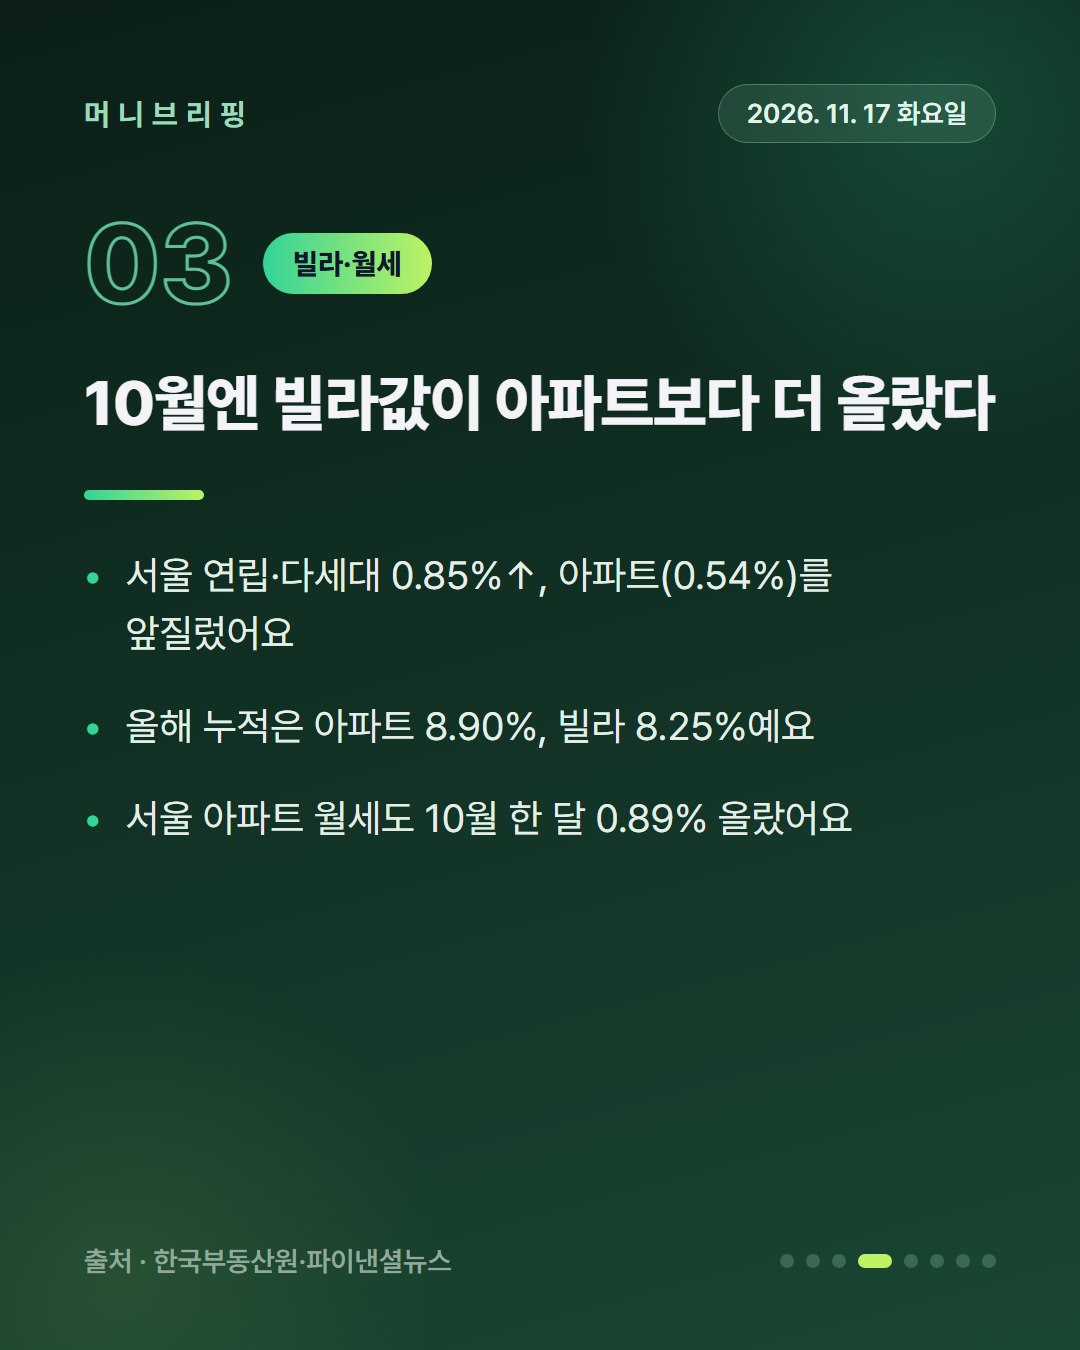 머니브리핑
2026. 11. 17 화요일
03
빌라·월세
10월엔 빌라값이 아파트보다 더 올랐다
• 서울 연립·다세대 0.85%↑, 아파트(0.54%)를
앞질렀어요
• 올해 누적은 아파트 8.90%, 빌라 8.25%예요
• 서울 아파트 월세도 10월 한 달 0.89% 올랐어요
출처 · 한국부동산원·파이낸셜뉴스